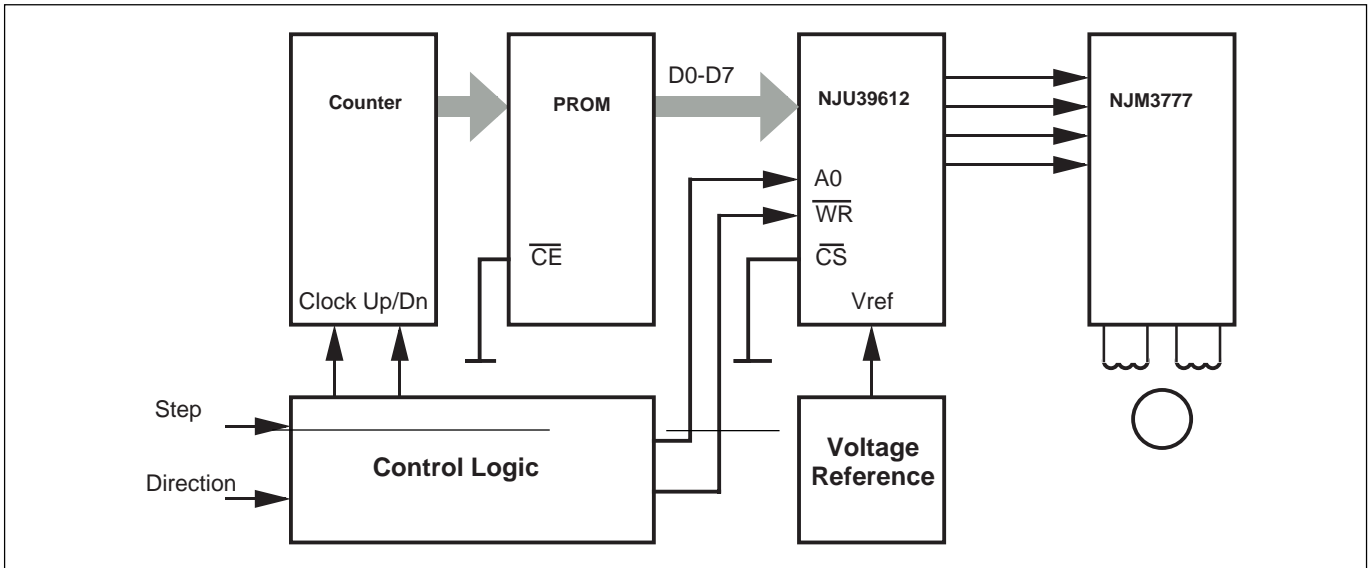 Counter
PROM
D0-D7
NJU39612
NJM3777
A0
WR
CS
CE
Clock Up/Dn
Vref
Step
Direction
Control Logic
Voltage
Reference